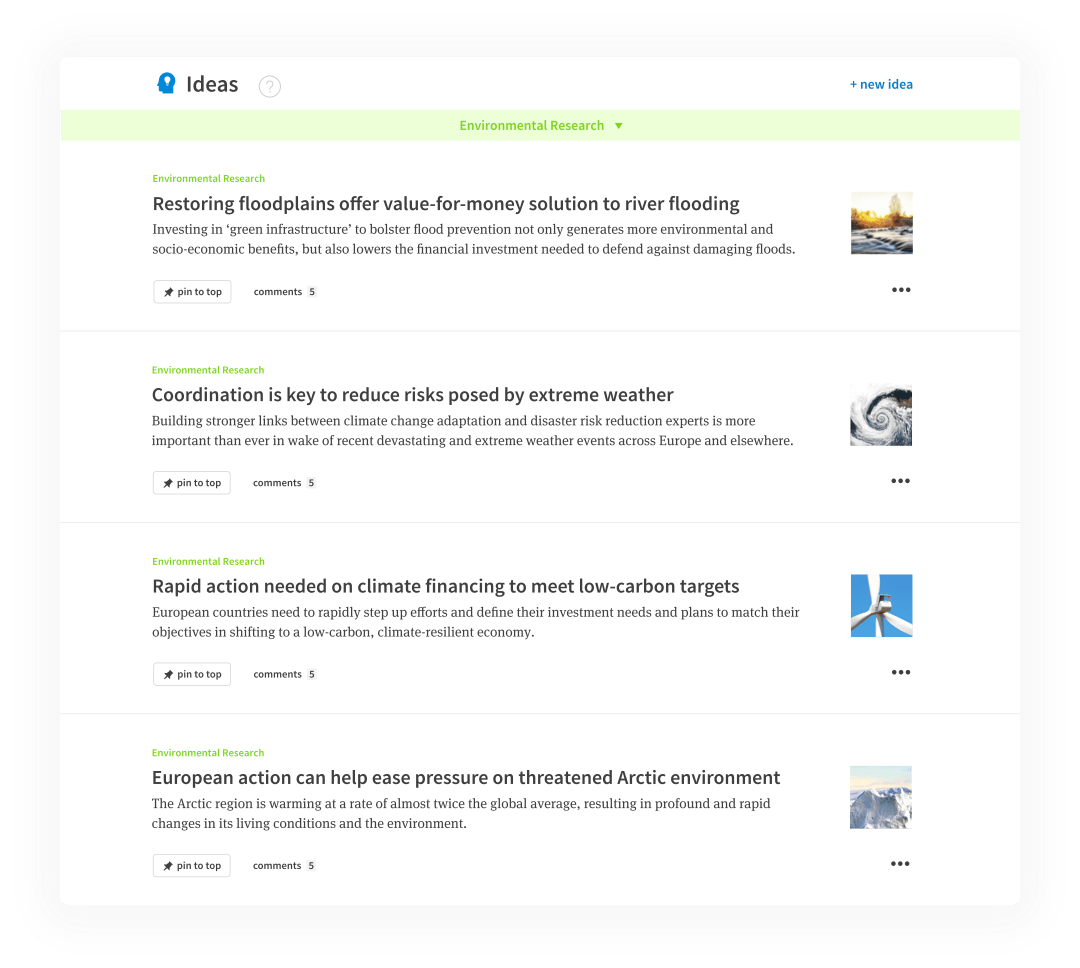 Ideas ?
+ new idea
Environmental Research
Environmental Research
Restoring floodplains offer value-for-money solution to river flooding
Investing in ‘green infrastructure’ to bolster flood prevention not only generates more environmental and
socio-economic benefits, but also lowers the financial investment needed to defend against damaging floods.
pin to top
comments 5
Environmental Research
Coordination is key to reduce risks posed by extreme weather
Building stronger links between climate change adaptation and disaster risk reduction experts is more
important than ever in wake of recent devastating and extreme weather events across Europe and elsewhere.
pin to top
comments 5
Environmental Research
Rapid action needed on climate financing to meet low-carbon targets
European countries need to rapidly step up efforts and define their investment needs and plans to match their
objectives in shifting to a low-carbon, climate-resilient economy.
pin to top
comments 5
Environmental Research
European action can help ease pressure on threatened Arctic environment
The Arctic region is warming at a rate of almost twice the global average, resulting in profound and rapid
changes in its living conditions and the environment.
pin to top
comments 5